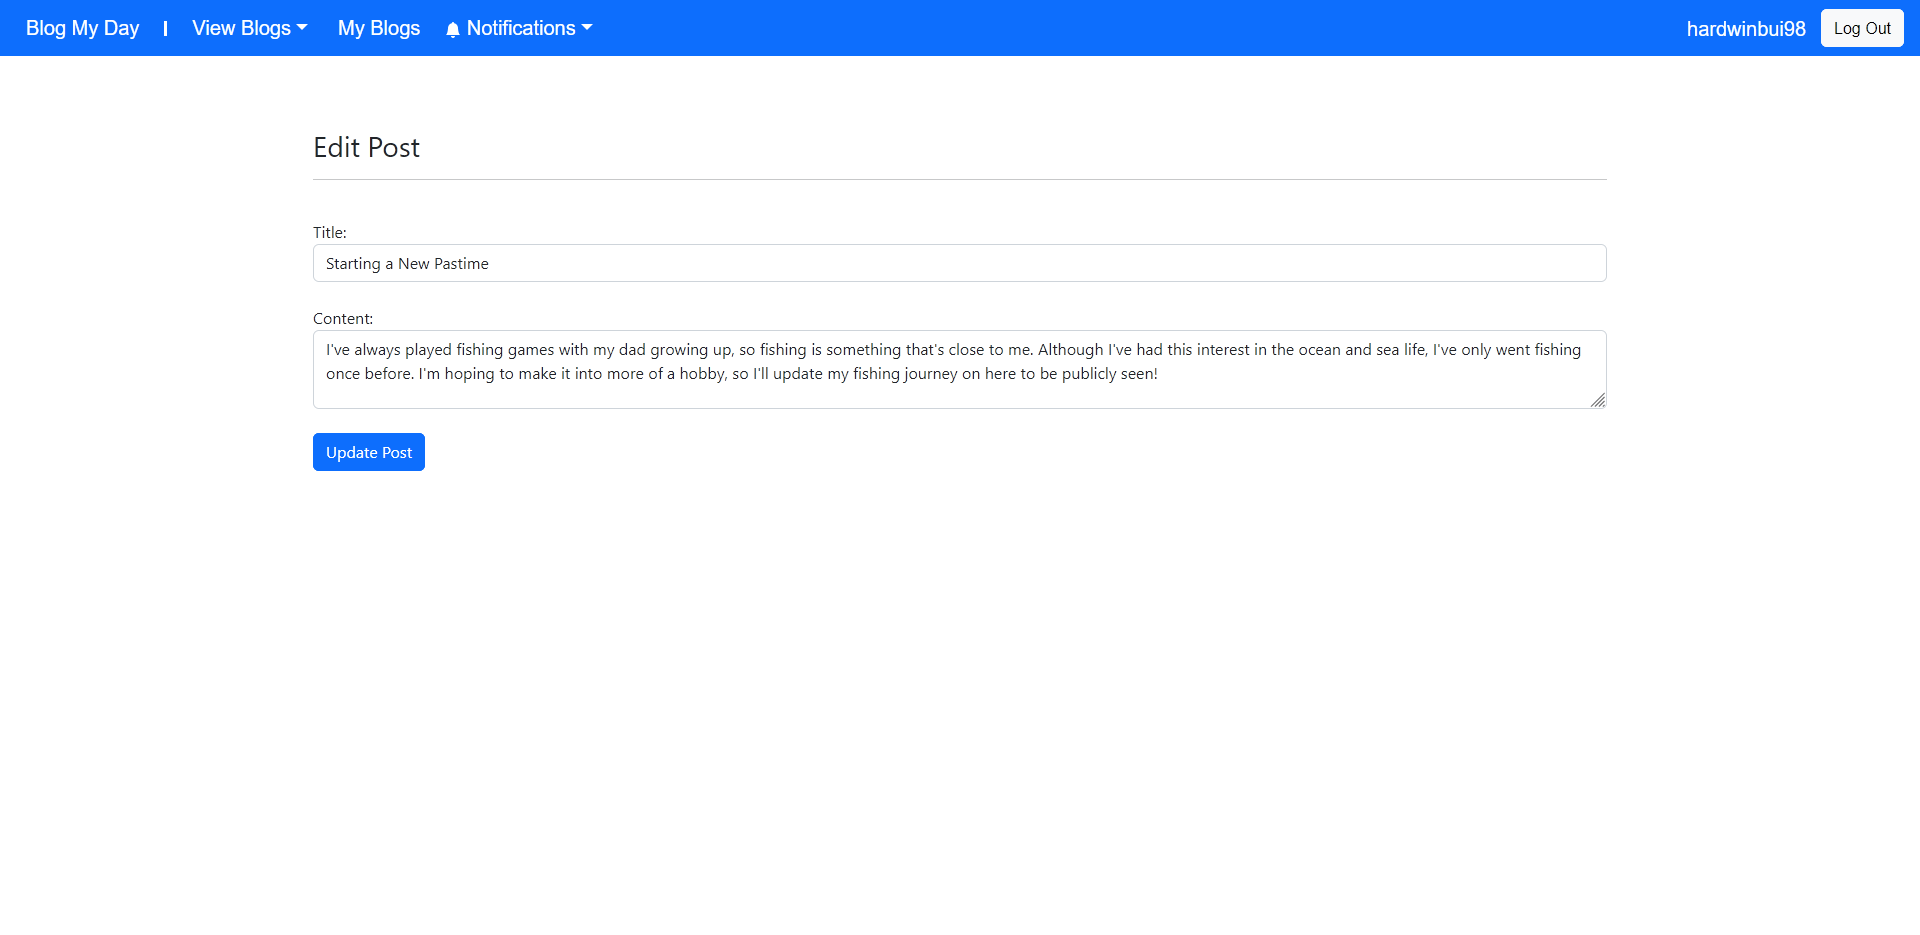 Blog My Day | View Blogs My Blogs Notifications hardwinbui98 Log Out
Edit Post
Title:
Starting a New Pastime
Content:
I've always played fishing games with my dad growing up, so fishing is something that's close to me. Although I've had this interest in the ocean and sea life, I've only went fishing
once before. I'm hoping to make it into more of a hobby, so I'll update my fishing journey on here to be publicly seen!
Update Post